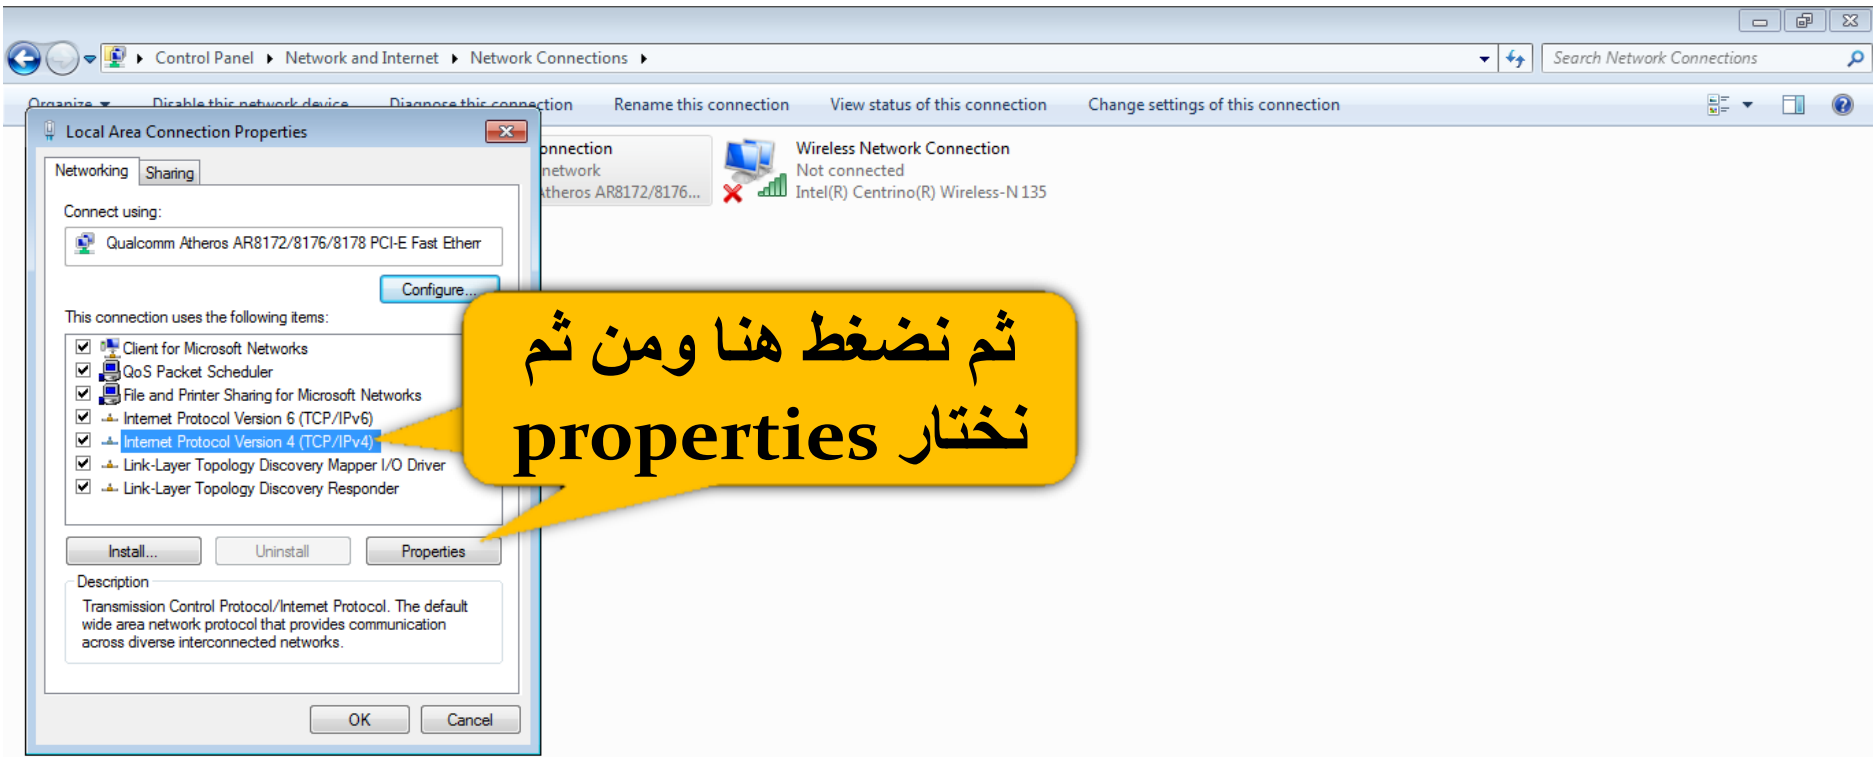 Control Panel Network and Internet Network Connections
Search Network Connections
Organize Disable this network device Diagnose this connection Rename this connection View status of this connection Change settings of this connection
Local Area Connection Properties
Networking Sharing
Connect using:
Qualcomm Atheros AR8172/8176/8178 PCI-E Fast Ethern
Configure...
This connection uses the following items:
Client for Microsoft Networks
QoS Packet Scheduler
File and Printer Sharing for Microsoft Networks
Internet Protocol Version 6 (TCP/IPv6)
Internet Protocol Version 4 (TCP/IPv4)
Link-Layer Topology Discovery Mapper I/O Driver
Link-Layer Topology Discovery Responder
Install... Uninstall Properties
Description
Transmission Control Protocol/Internet Protocol. The default
wide area network protocol that provides communication
across diverse interconnected networks.
OK Cancel
onnection
network
Atheros AR8172/8176...
Wireless Network Connection
Not connected
Intel(R) Centrino(R) Wireless-N 135
ثم نضغط هنا ومن ثم
نختار properties